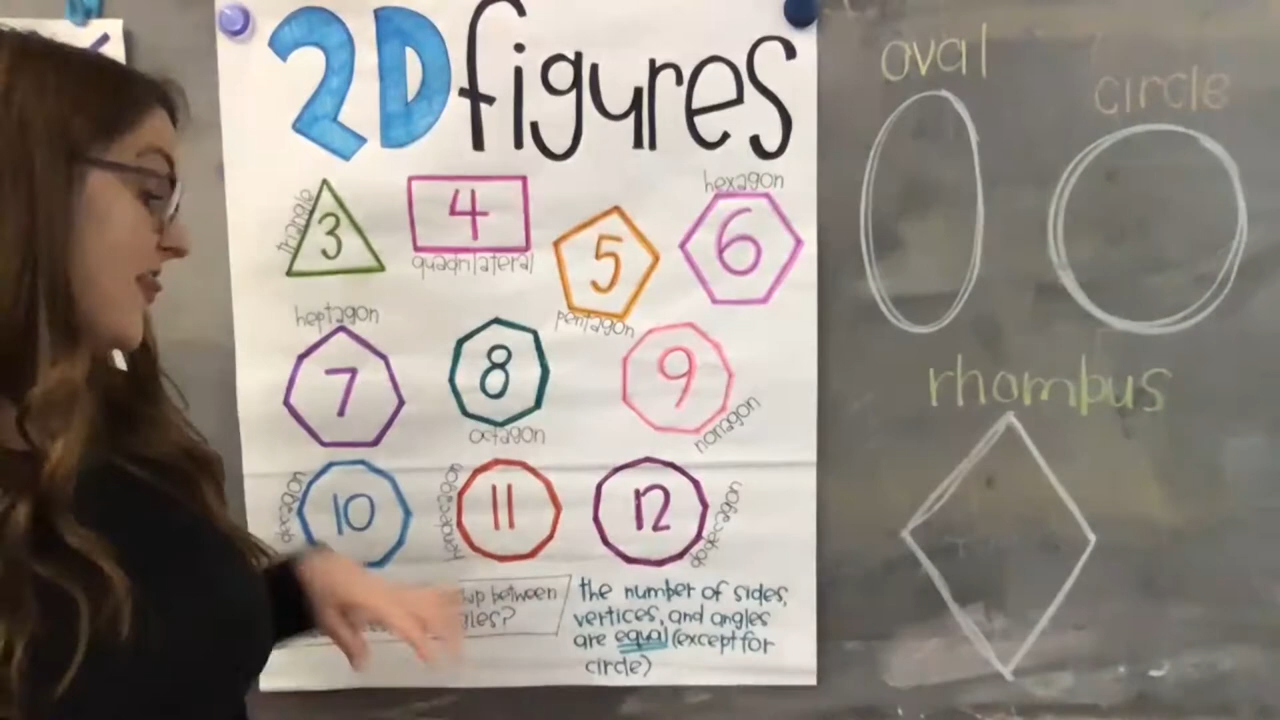 2D figures
triangle
3
4
quadrilateral
5
pentagon
hexagon
6
heptagon
7
8
octagon
9
nonagon
decagon
10
hendecagon
11
12
dodecagon
between
the number of sides,
vertices, and angles
are equal (except for
circle)
oval
circle
rhombus